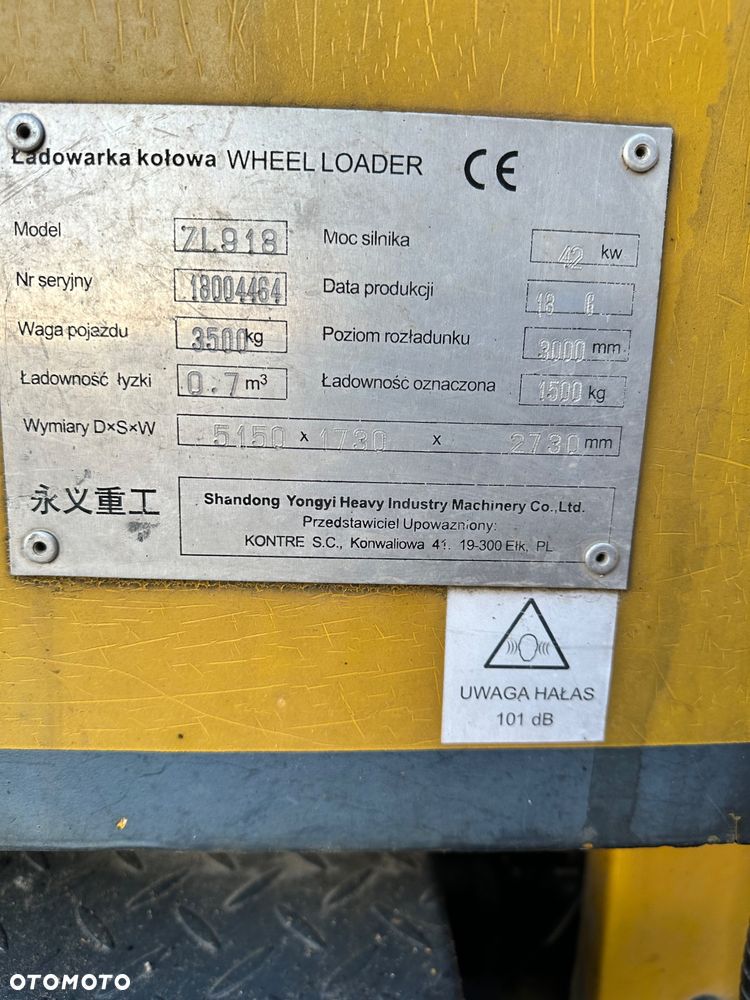 Ładowarka kołowa WHEEL LOADER CE
Model ZL918 Moc silnika 42 kw
Nr seryjny 18004464 Data produkcji 18 6
Waga pojazdu 3500kg Poziom rozładunku 3000 mm
Ładowność łyzki 0.7 m³ Ładowność oznaczona 1500 kg
Wymiary D×S×W 5150 x 1730 x 2730 mm
永义重工
Shandong Yongyi Heavy Industry Machinery Co.,Ltd.
Przedstawiciel Upoważniony:
KONTRE S.C., Konwaliowa 41, 19-300 Ełk, PL
UWAGA HAŁAS
101 dB
OTOMOTO